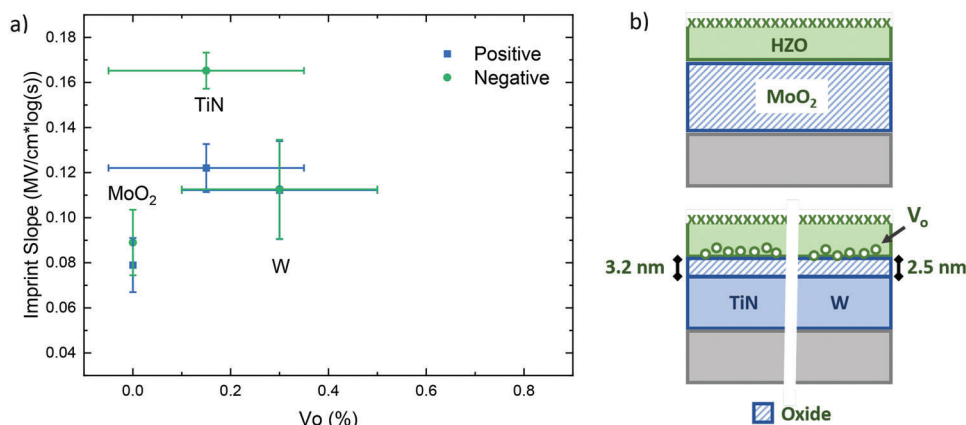 a)
Imprint Slope (MV/cm*log(s))
0.18
0.16
0.14
0.12
0.10
0.08
0.06
0.04
0.0
0.2
0.4
0.6
0.8
Vo (%)
Positive
Negative
TiN
MoO₂
W
b)
XXXXXXXXXXXXXXXXXXXX
HZO
MoO₂
Vₒ
3.2 nm
2.5 nm
TiN
W
Oxide